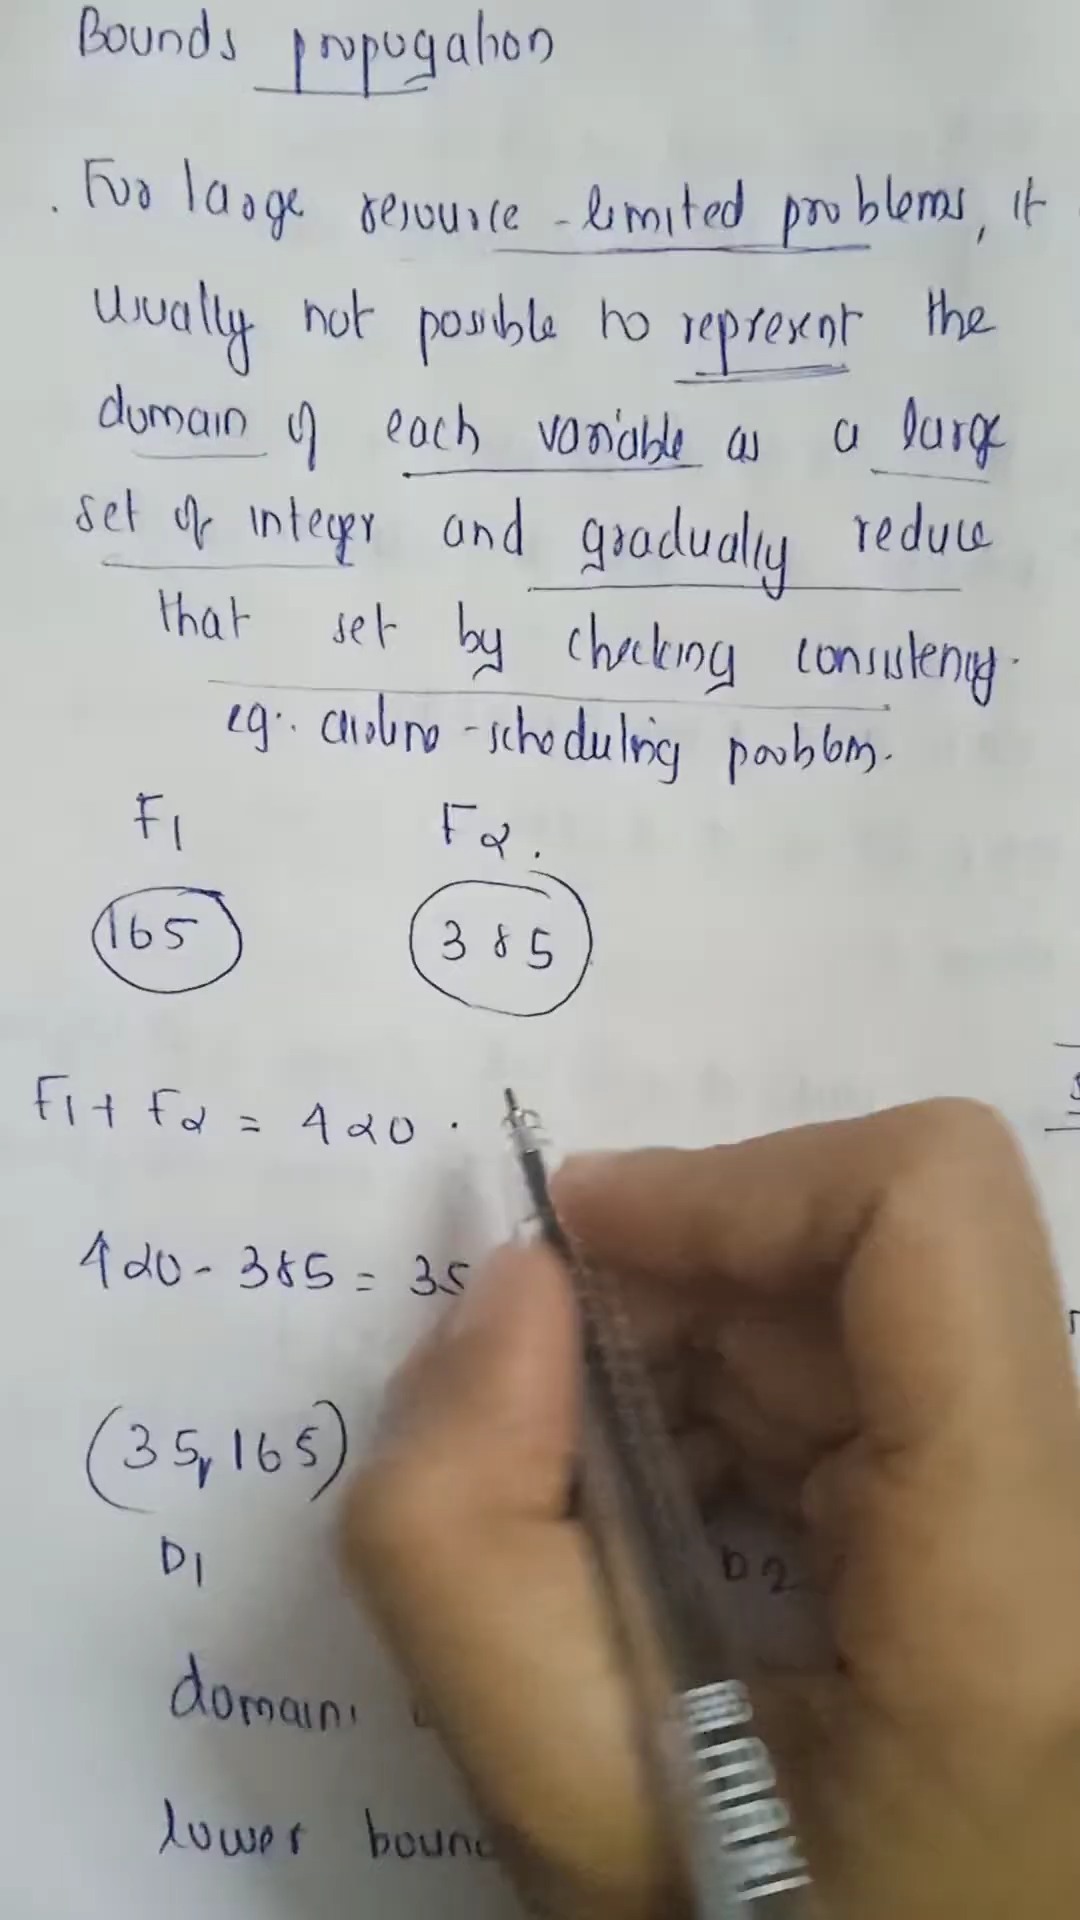 Bounds propugation
. For large resource - limited problems, it
usually not possible to represent the
domain of each variable as a large
set of integer and gradually reduce
that set by checking consistency.
eg:. -scheduling problem.
F1 F2.
165 385
F1 + F2 = 420 .
420 - 385 = 35
(35, 165)
D1 D2
domain
lower bound